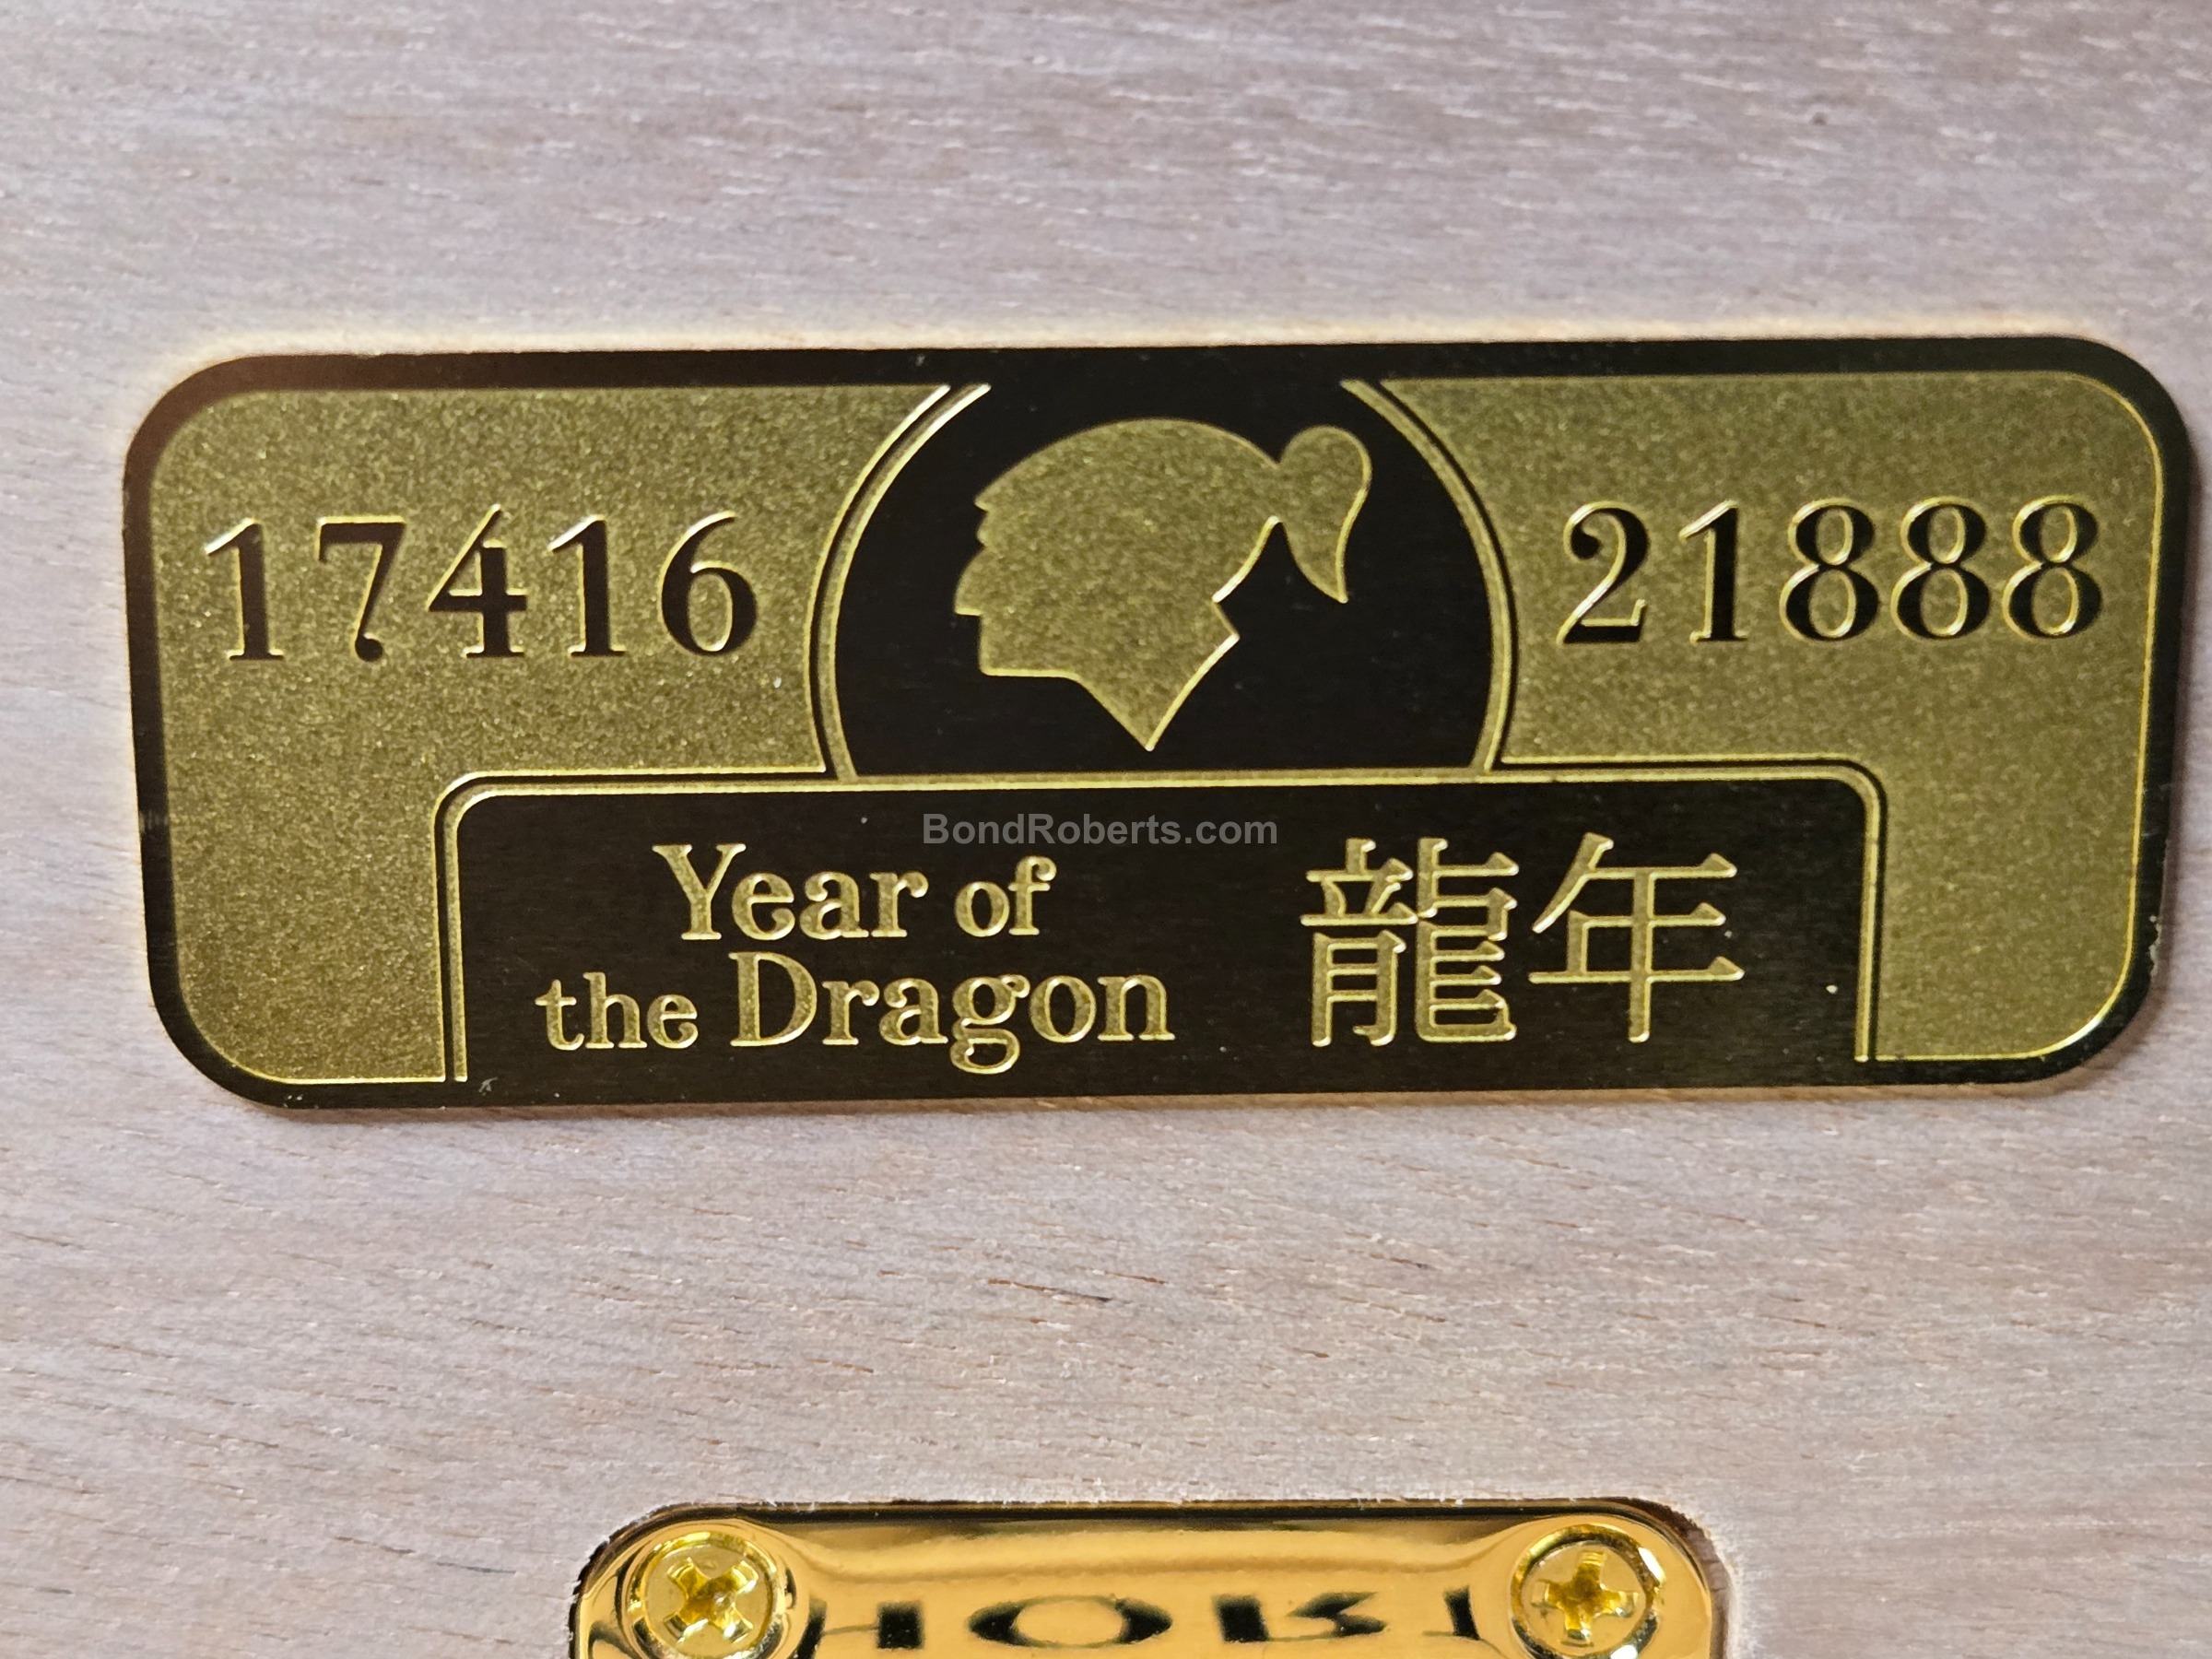 17416
21888
BondRoberts.com
Year of
the Dragon
龍年